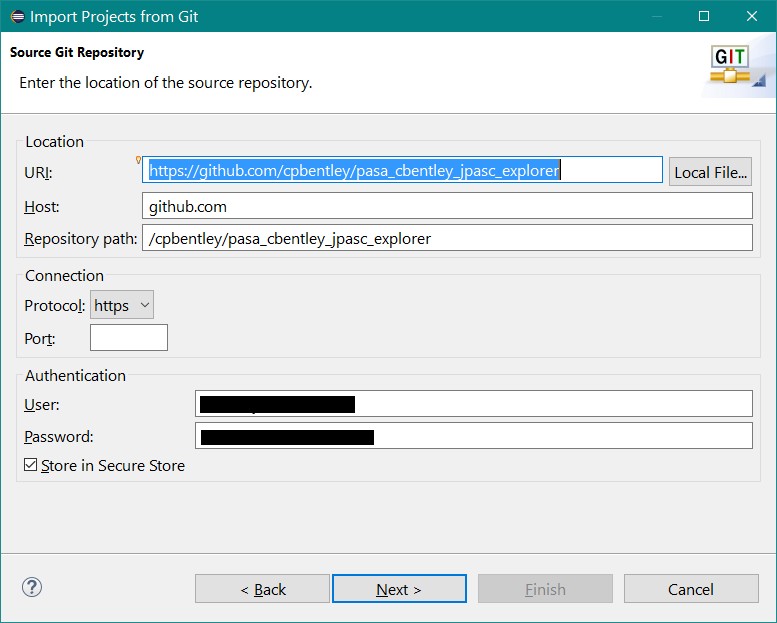 Import Projects from Git
Source Git Repository
Enter the location of the source repository.
GIT
Location
URI:
https://github.com/cpbentley/pasa_cbentley_jpasc_explorer
Local File...
Host:
github.com
Repository path:
/cpbentley/pasa_cbentley_jpasc_explorer
Connection
Protocol:
https
Port:
Authentication
User:
Password:
Store in Secure Store
?
< Back
Next >
Finish
Cancel